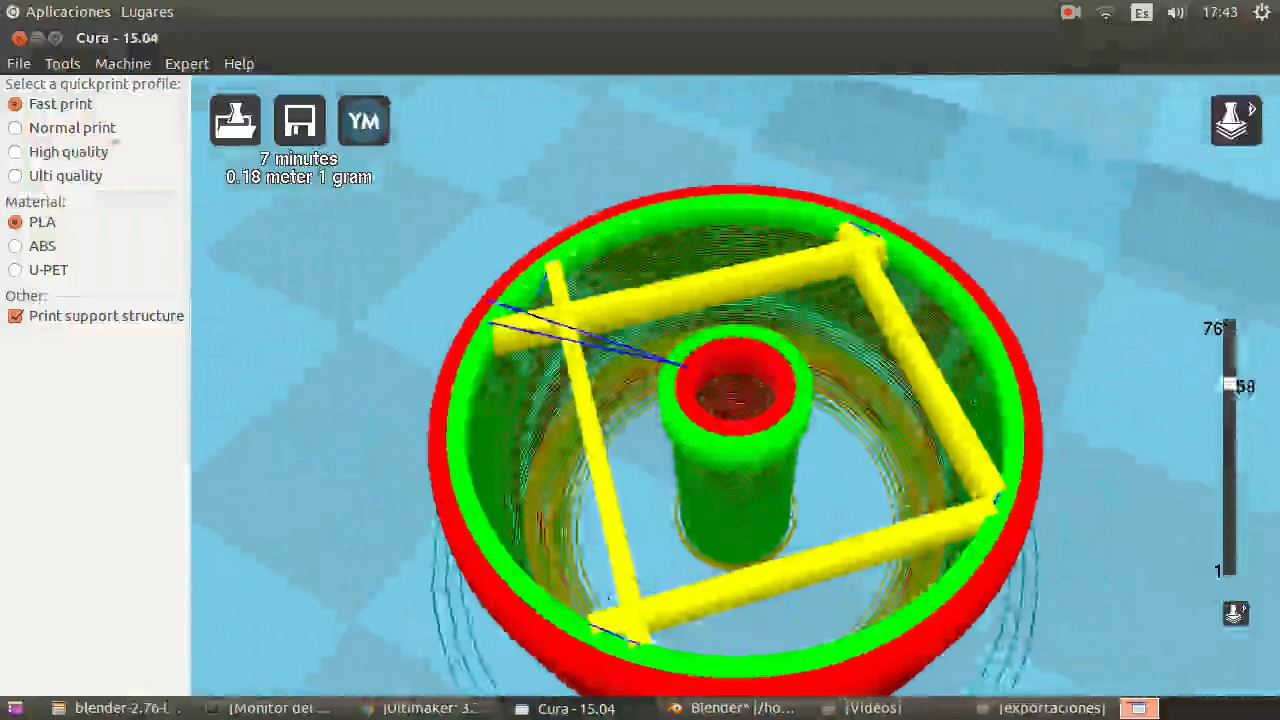 Aplicaciones Lugares
Es 17:43
Cura - 15.04
File Tools Machine Expert Help
Select a quickprint profile:
Fast print
Normal print
High quality
Ulti quality
Material:
PLA
ABS
U-PET
Other:
Print support structure
YM
7 minutes
0.18 meter 1 gram
76
58
1
blender-2.76-l... [Monitor del ... [Ultimaker: 3... Cura - 15.04 Blender* [/ho... [Vídeos] [exportaciones]